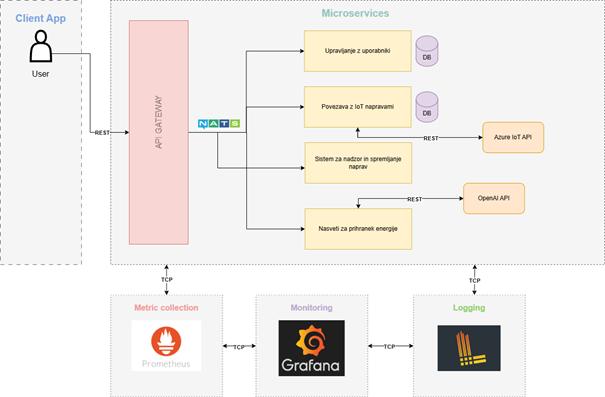 Client App
User
REST
Microservices
API GATEWAY
NATS
Upravljanje z uporabniki
DB
Povezava z IoT napravami
DB
REST
Azure IoT API
Sistem za nadzor in spremljanje
naprav
OpenAI API
REST
Nasveti za prihranek energije
TCP
TCP
Metric collection
Prometheus
TCP
Monitoring
Grafana
TCP
Logging